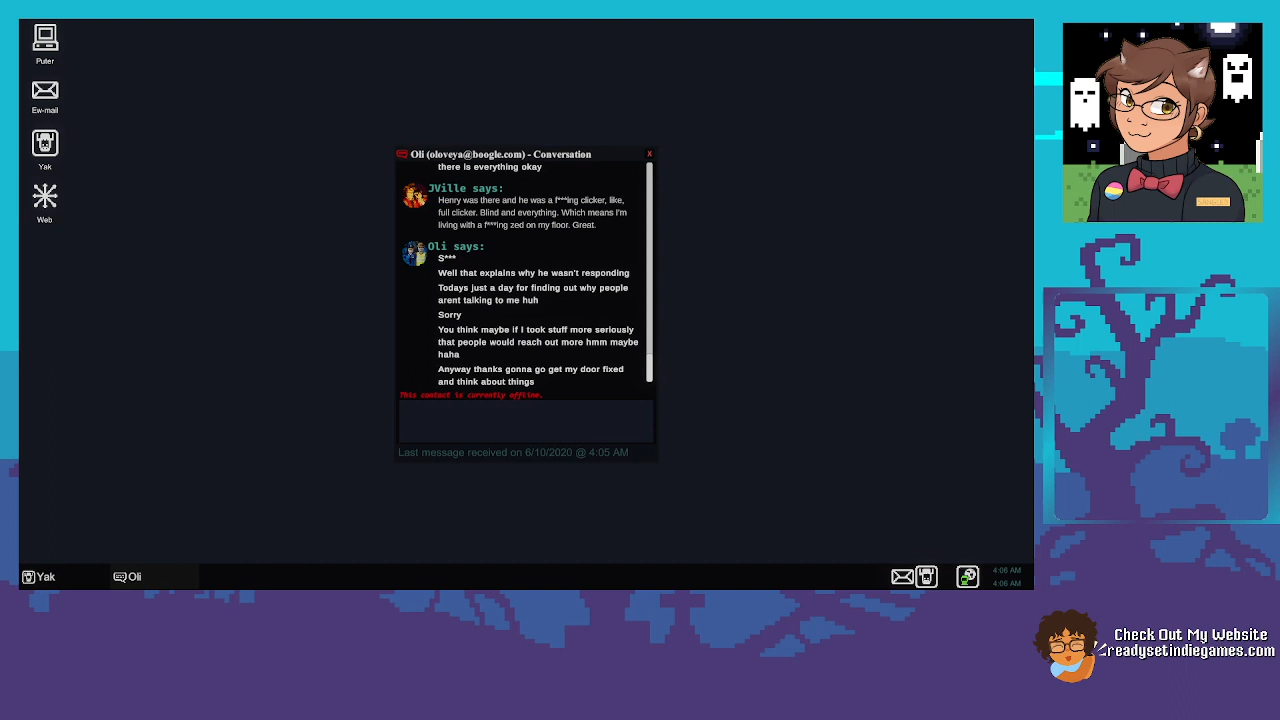 Puter
Ew-mail
Yak
Web
Oli (oloveya@boogle.com) - Conversation
X
there is everything okay
JVille says:
Henry was there and he was a f***ing clicker, like,
full clicker. Blind and everything. Which means I'm
living with a f***ing zed on my floor. Great.
Oli says:
S***
Well that explains why he wasn't responding
Todays just a day for finding out why people
arent talking to me huh
Sorry
You think maybe if I took stuff more seriously
that people would reach out more hmm maybe
haha
Anyway thanks gonna go get my door fixed
and think about things
This contact is currently offline.
Last message received on 6/10/2020 @ 4:05 AM
Yak
Oli
4:06 AM
4:06 AM
Check Out My Website
readysetindiegames.com